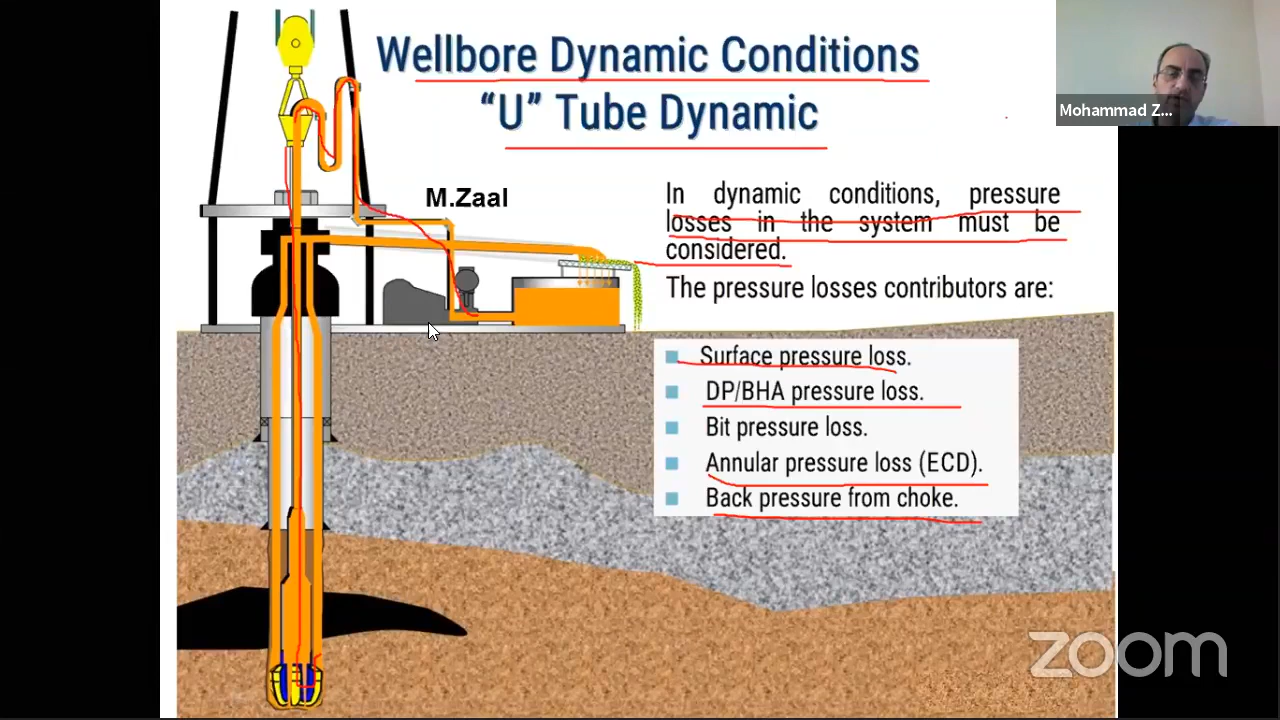 Wellbore Dynamic Conditions
“U” Tube Dynamic
Mohammad Z...
M.Zaal
In dynamic conditions, pressure
losses in the system must be
considered.
The pressure losses contributors are:
Surface pressure loss.
DP/BHA pressure loss.
Bit pressure loss.
Annular pressure loss (ECD).
Back pressure from choke.
zoom